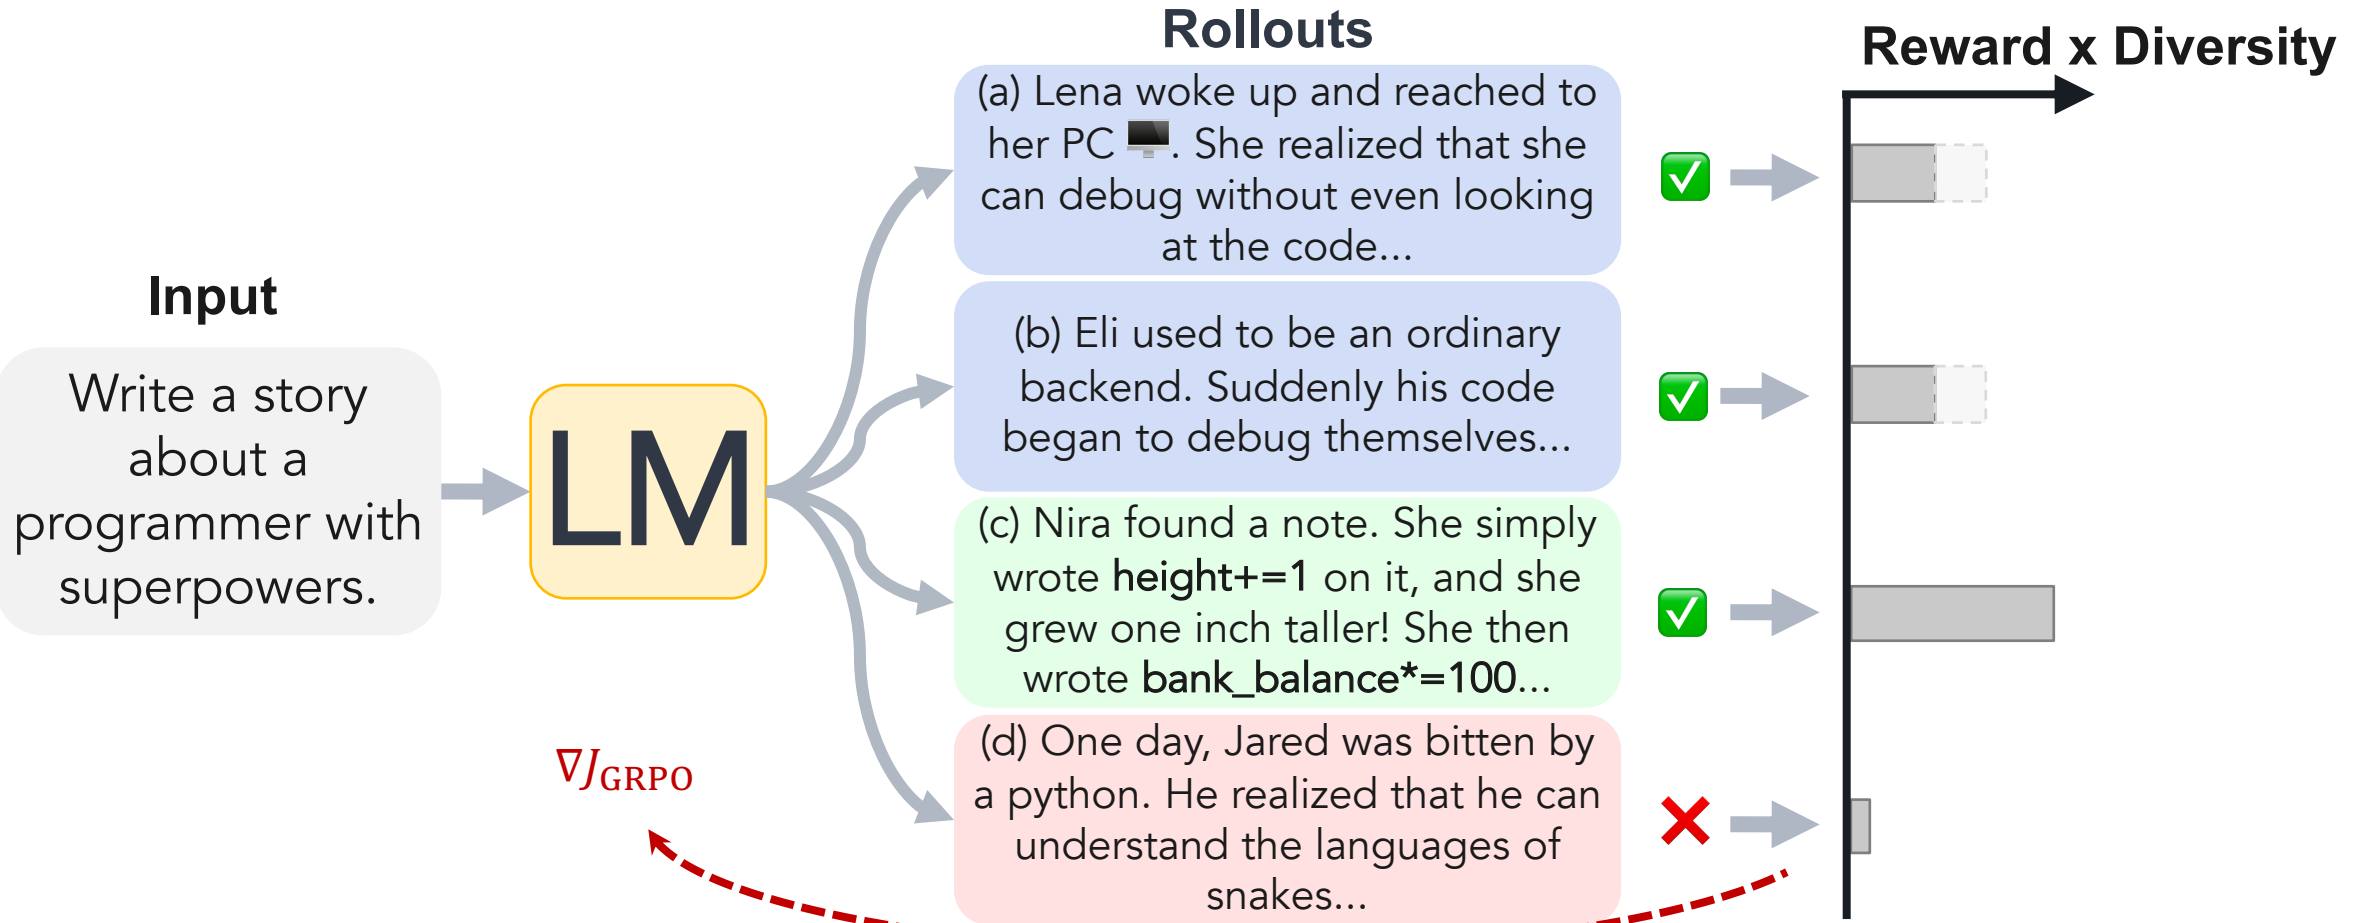 Rollouts
Reward x Diversity
Input
Write a story
about a
programmer with
superpowers.
LM
(a) Lena woke up and reached to
her PC 🖥️. She realized that she
can debug without even looking
at the code...
(b) Eli used to be an ordinary
backend. Suddenly his code
began to debug themselves...
(c) Nira found a note. She simply
wrote height+=1 on it, and she
grew one inch taller! She then
wrote bank_balance*=100...
(d) One day, Jared was bitten by
a python. He realized that he can
understand the languages of
snakes...
∇J_GRPO